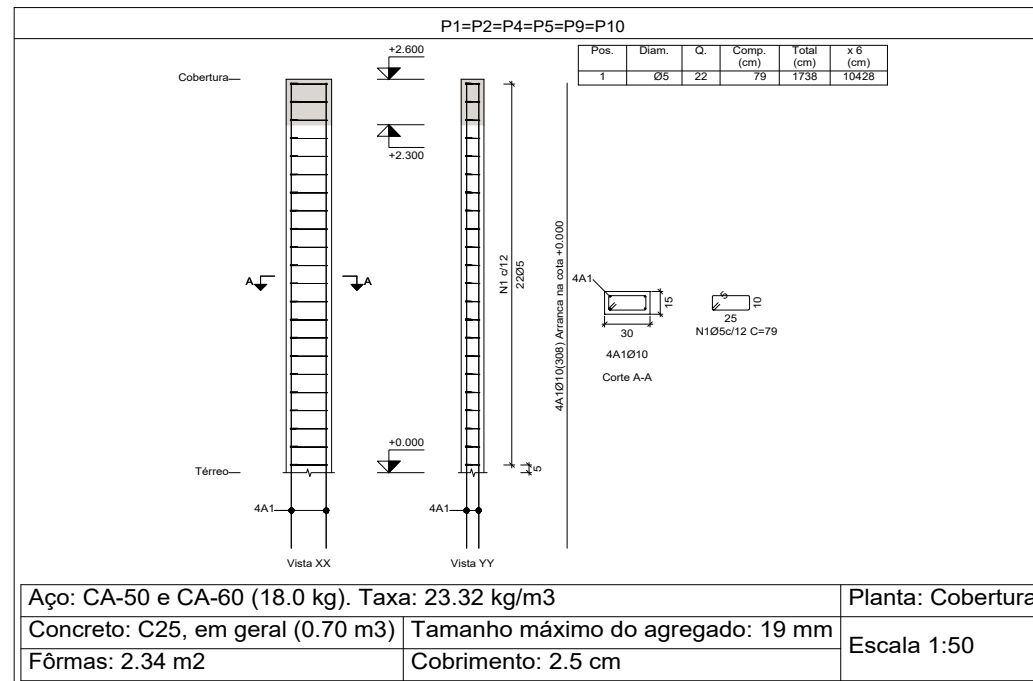 P1=P2=P4=P5=P9=P10
Pos. Diam. Q. Comp. (cm) Total (cm) x 6 (cm)
1 Ø5 22 79 1738 10428
+2.600
Cobertura
+2.300
A A
N1 c/12
22Ø5
4A1Ø10(308) Arranca na cota +0.000
4A1
15
30
4A1Ø10
Corte A-A
5
10
25
N1Ø5c/12 C=79
+0.000
Térreo
5
4A1
4A1
Vista XX
Vista YY
Aço: CA-50 e CA-60 (18.0 kg). Taxa: 23.32 kg/m3
Planta: Cobertura
Concreto: C25, em geral (0.70 m3)
Tamanho máximo do agregado: 19 mm
Escala 1:50
Fôrmas: 2.34 m2
Cobrimento: 2.5 cm